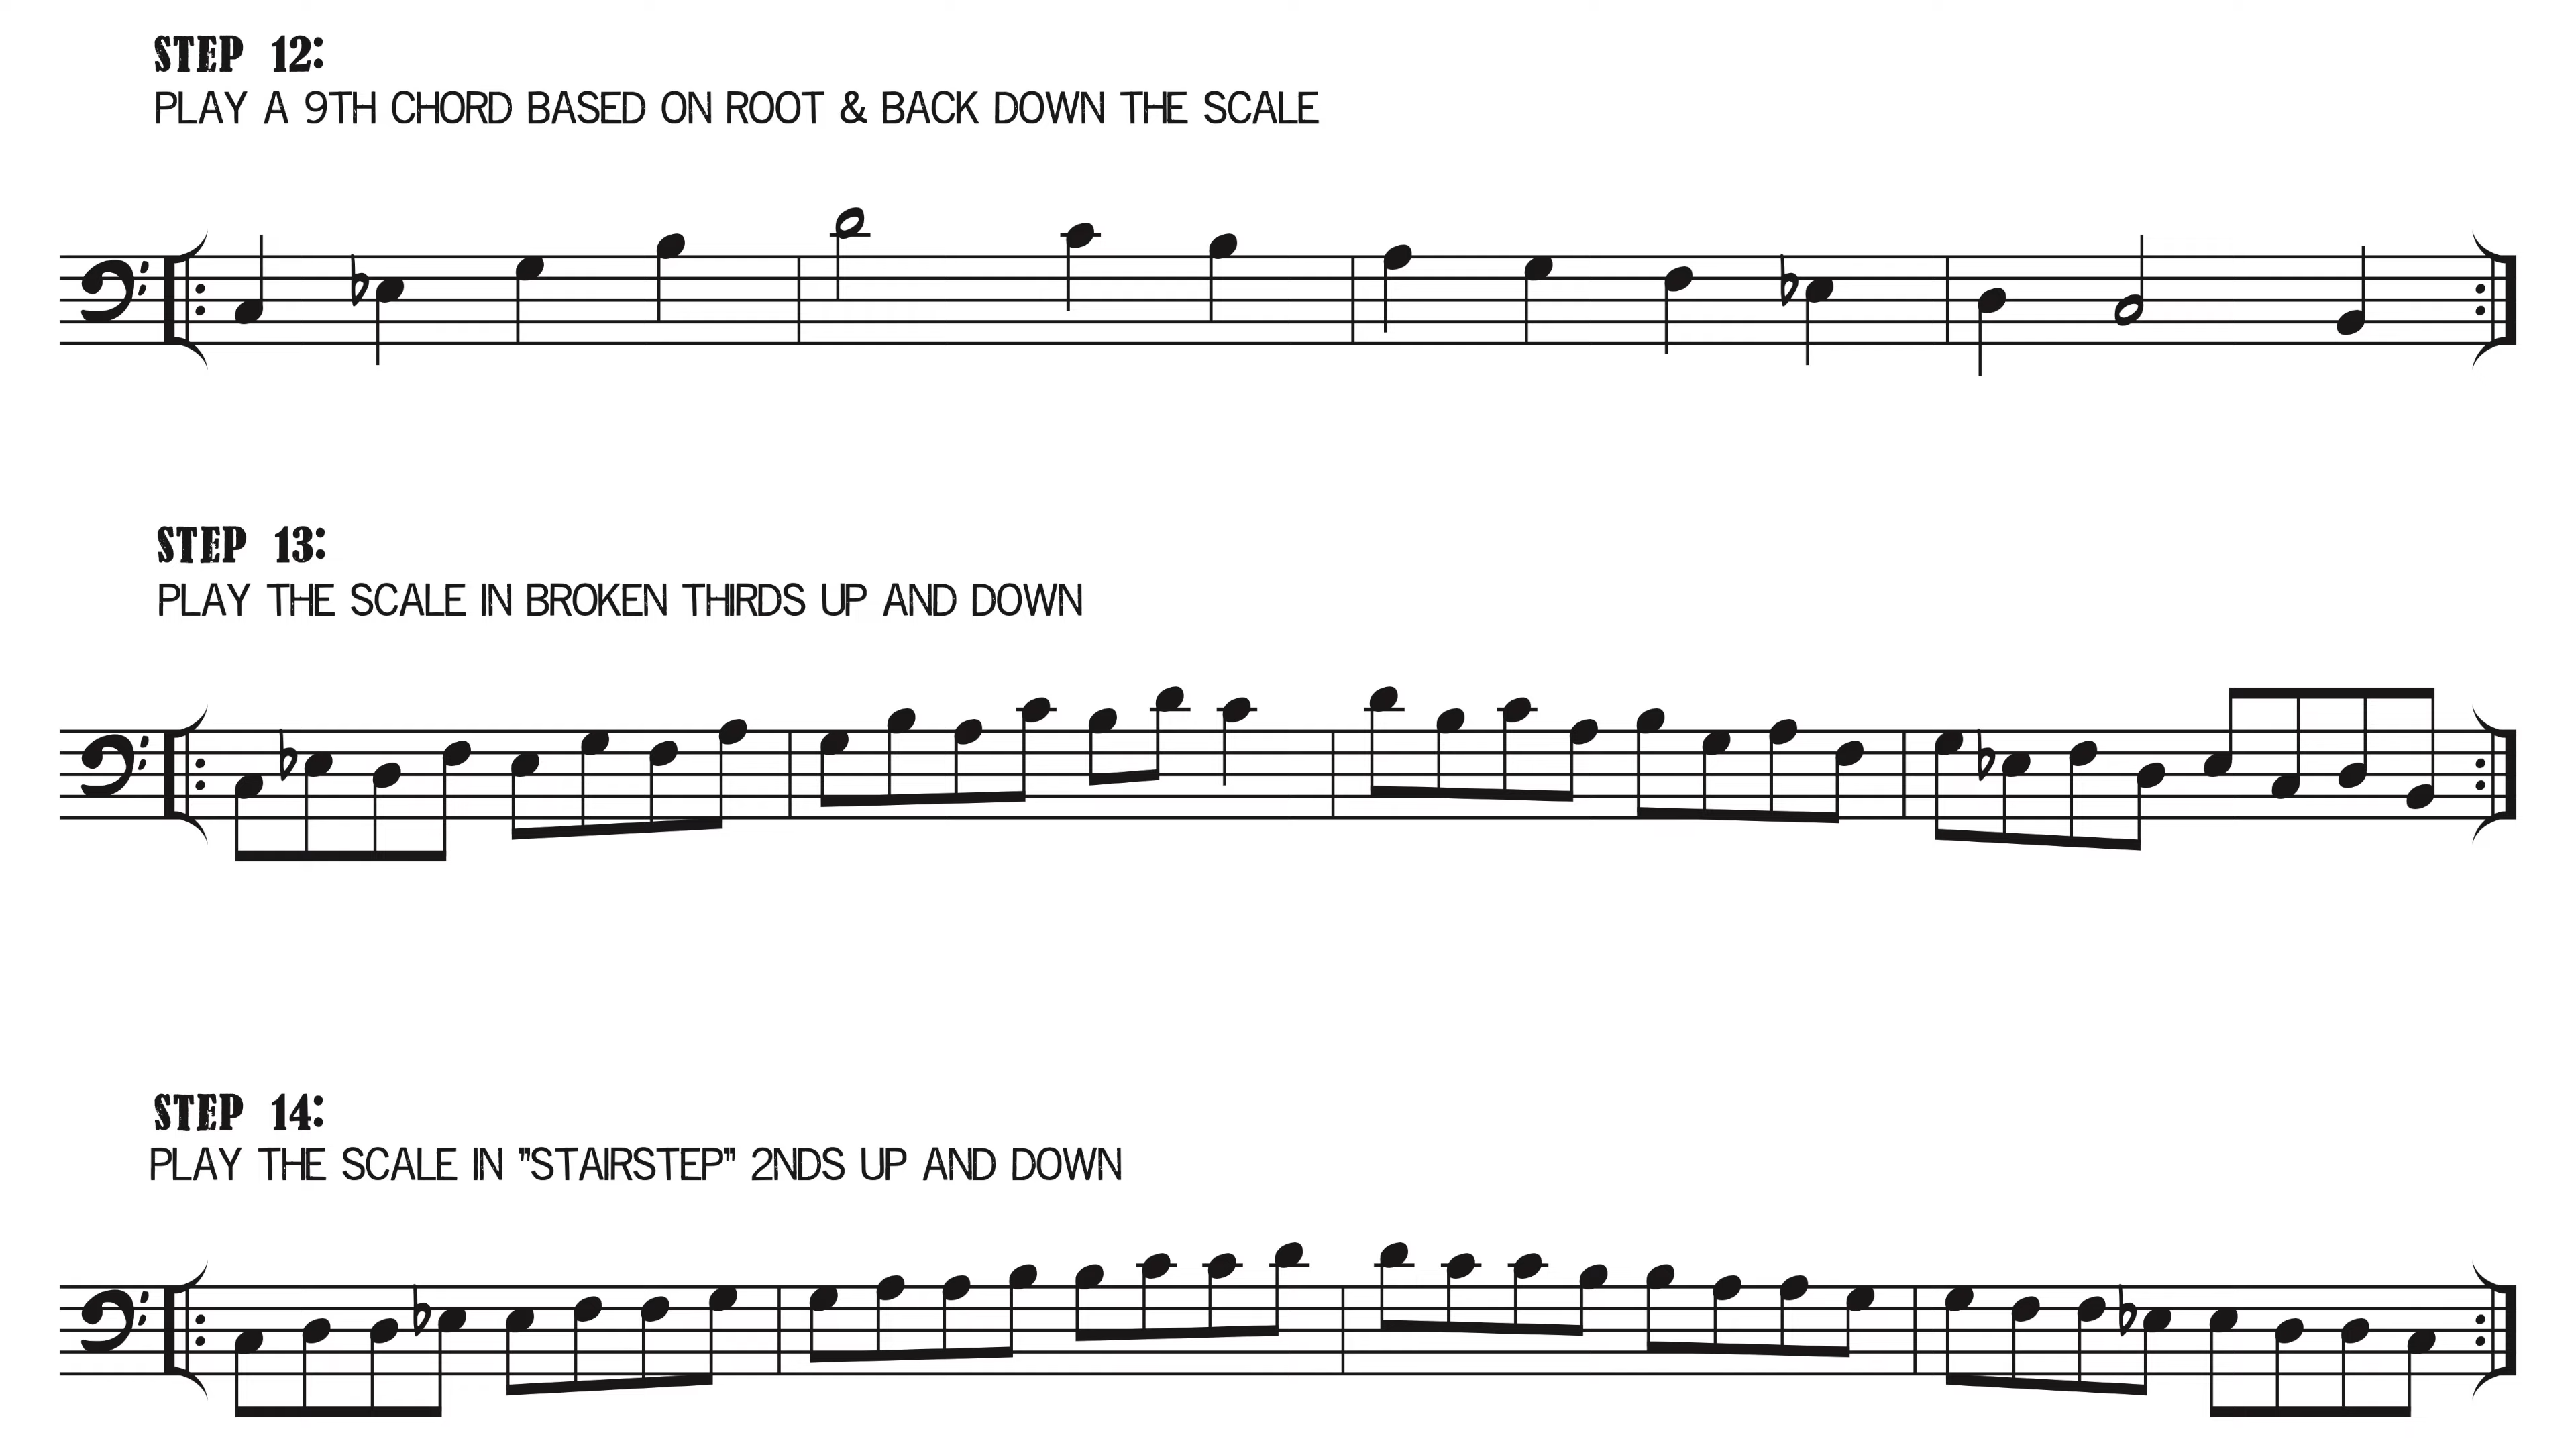 STEP 12:
PLAY A 9TH CHORD BASED ON ROOT & BACK DOWN THE SCALE
STEP 13:
PLAY THE SCALE IN BROKEN THIRDS UP AND DOWN
STEP 14:
PLAY THE SCALE IN "STAIRSTEP" 2NDS UP AND DOWN